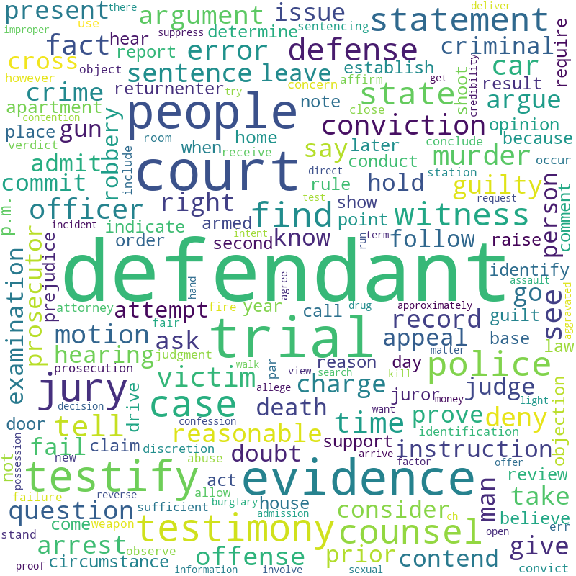 present
use
there
improper
suppress
argument
issue
sentencing
deliver
statement
fact
hear
determine
criminal
require
cross
report
error
defense
however
object
sentence
leave
establish
affirm
get
car
crime
returnenter
try
concern
state
shoot
credibility
result
apartment
contention
people
note
close
argue
gun
robbery
home
later
conclude
opinion
place
verdict
room
conviction
because
when
receive
conduct
direct
station
occur
admit
include
court
say
rule
test
murder
request
commit
hold
guilty
p.m.
officer
right
find
show
witness
person
comment
incident
indicate
armed
point
intent
term
run
order
second
know
follow
raise
prosecutor
prejudice
defendant
identify
assault
see
go
examination
attorney
hand
agree
drug
approximately
guilt
aggravated
attempt
fire
year
call
record
base
law
fair
motion
ask
trial
appeal
matter
hearing
judgment
reason
day
police
objection
prosecution
walk
search
kill
par
view
decision
drive
victim
allege
want
juror
money
judge
light
jury
case
charge
death
time
prove
deny
tell
confession
reasonable
support
identification
not
possession
fail
claim
discretion
abuse
doubt
arrive
factor
instruction
offer
review
door
new
reverse
allow
act
house
man
take
testify
evidence
failure
sufficient
burglary
admission
consider
believe
question
weapon
testimony
counsel
eh
open
err
stand
come
arrest
observe
offense
prior
contend
give
proof
circumstance
information
involve
sexual
convict